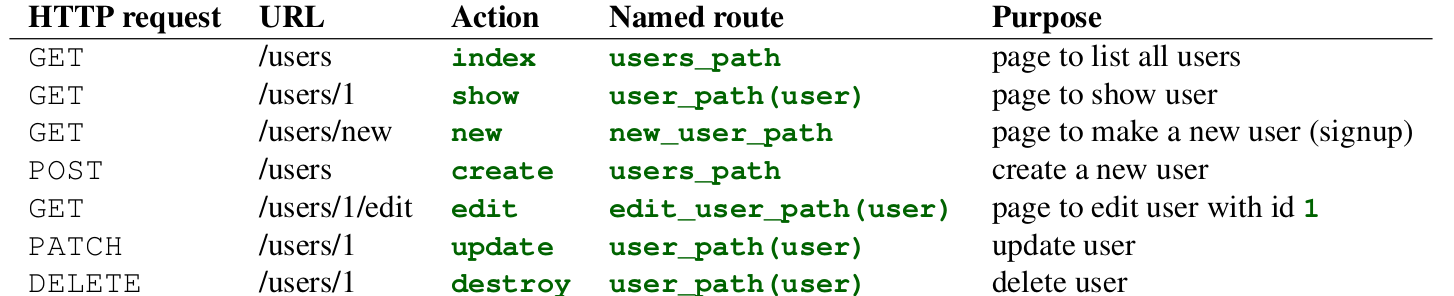 HTTP request URL Action Named route Purpose
GET /users index users_path page to list all users
GET /users/1 show user_path(user) page to show user
GET /users/new new new_user_path page to make a new user (signup)
POST /users create users_path create a new user
GET /users/1/edit edit edit_user_path(user) page to edit user with id 1
PATCH /users/1 update user_path(user) update user
DELETE /users/1 destroy user_path(user) delete user